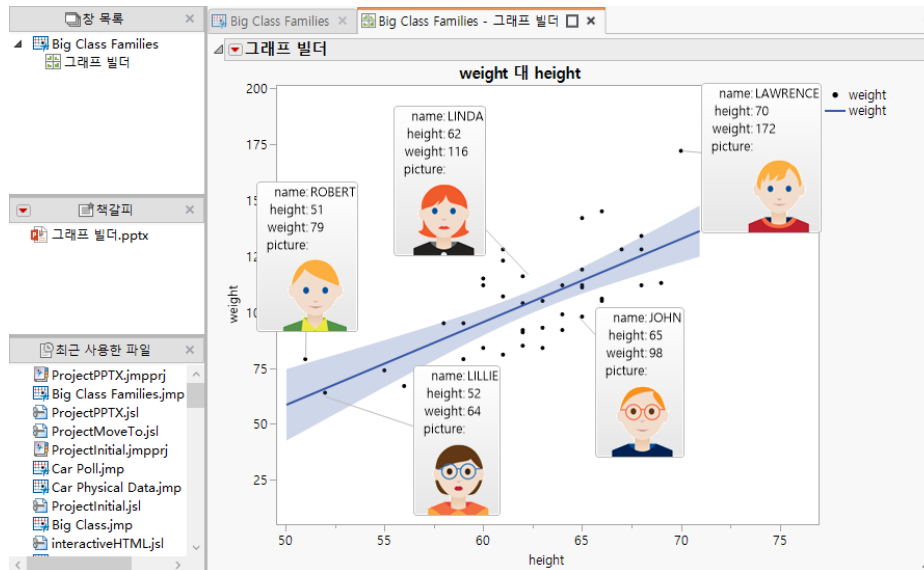 창 목록
Big Class Families
그래프 빌더
책갈피
그래프 빌더.pptx
최근 사용한 파일
ProjectPPTX.jmpprj
Big Class Families.jmp
ProjectPPTX.jsl
ProjectMoveTo.jsl
ProjectInitial.jmpprj
Car Poll.jmp
Car Physical Data.jmp
ProjectInitial.jsl
Big Class.jmp
interactiveHTML.jsl
Big Class Families
Big Class Families - 그래프 빌더
그래프 빌더
weight 대 height
weight
weight
200
175
75
50
25
weight
50
55
60
65
70
75
height
name: ROBERT
height: 51
weight: 79
picture:
name: LINDA
height: 62
weight: 116
picture:
name: LAWRENCE
height: 70
weight: 172
picture:
name: LILLIE
height: 52
weight: 64
picture:
name: JOHN
height: 65
weight: 98
picture: